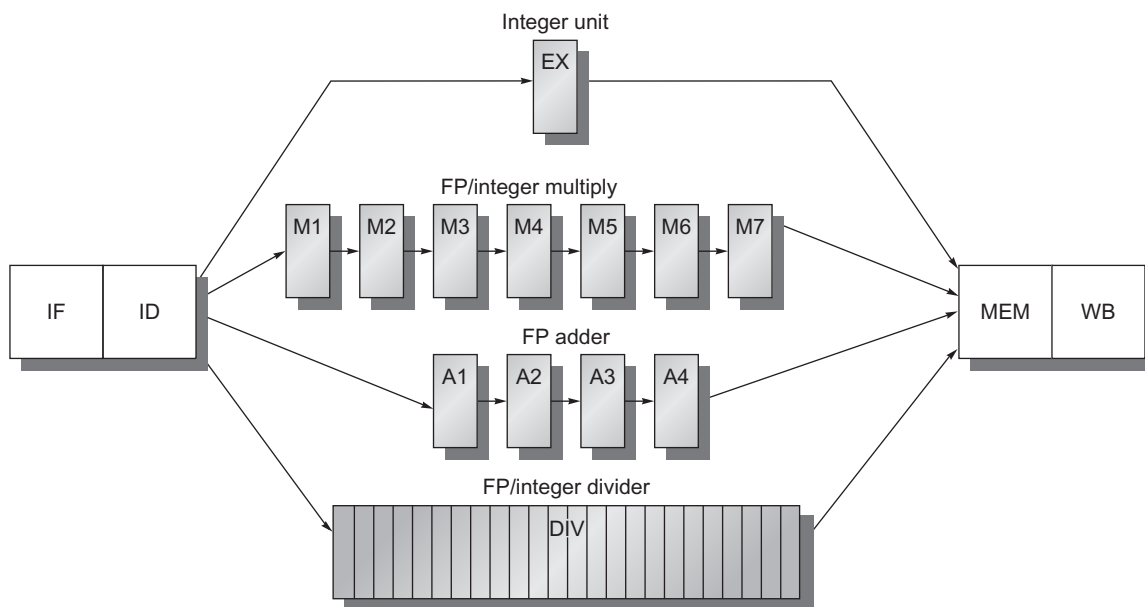 Integer unit
EX
FP/integer multiply
M1 M2 M3 M4 M5 M6 M7
IF ID MEM WB
FP adder
A1 A2 A3 A4
FP/integer divider
DIV